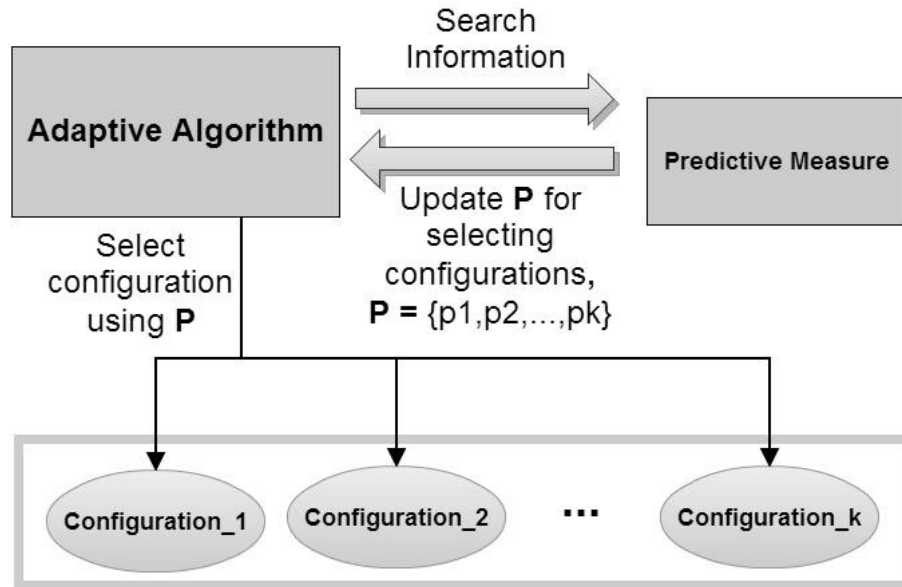 Search
Information
Adaptive Algorithm
Predictive Measure
Update P for
selecting
configurations,
P = {p1,p2,...,pk}
Select
configuration
using P
Configuration_1
Configuration_2
...
Configuration_k